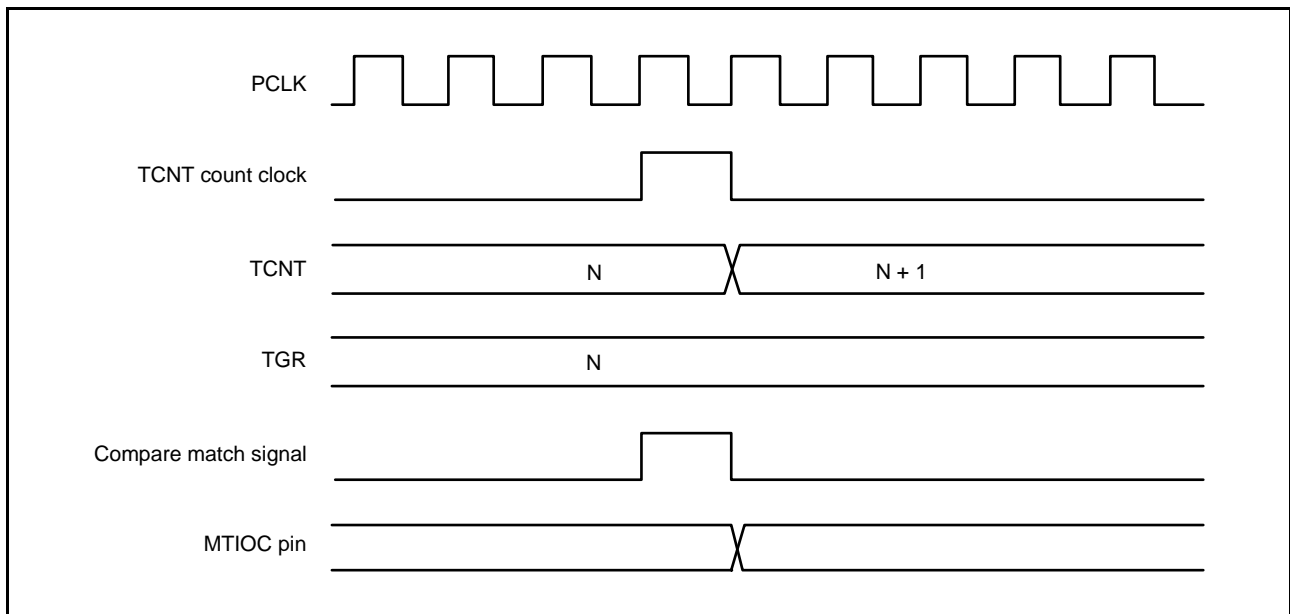 PCLK
TCNT count clock
TCNT
N
N + 1
TGR
N
Compare match signal
MTIOC pin